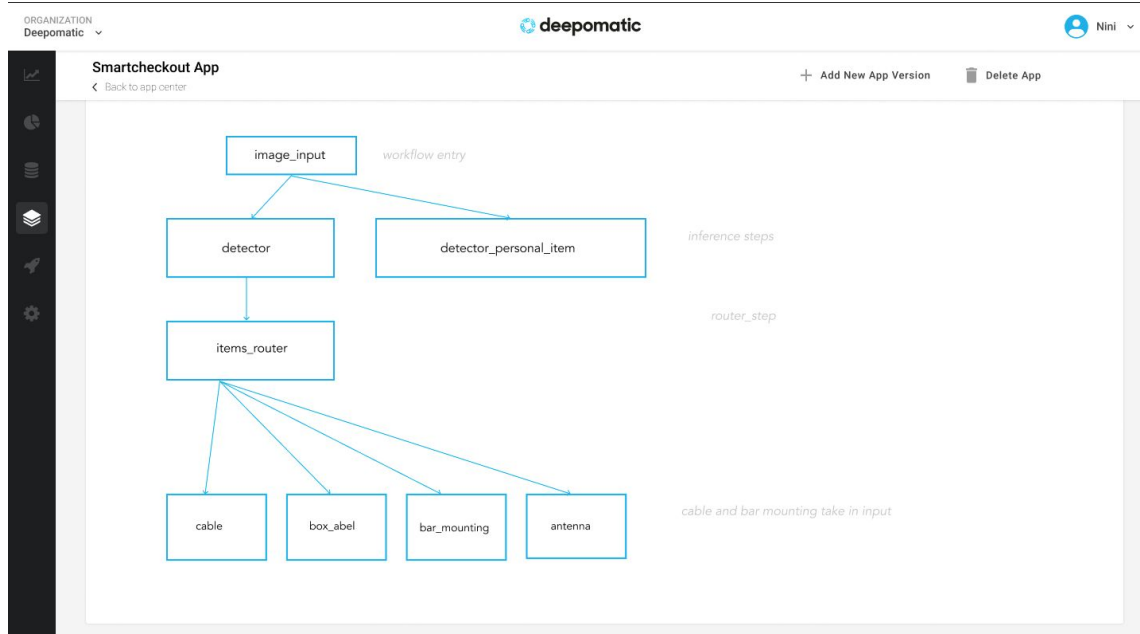 ORGANIZATION
Deepomatic
deepomatic
Nini
Smartcheckout App
Back to app center
Add New App Version
Delete App
image_input
workflow entry
detector
detector_personal_item
inference steps
router_step
items_router
cable
box_abel
bar_mounting
antenna
cable and bar mounting take in input